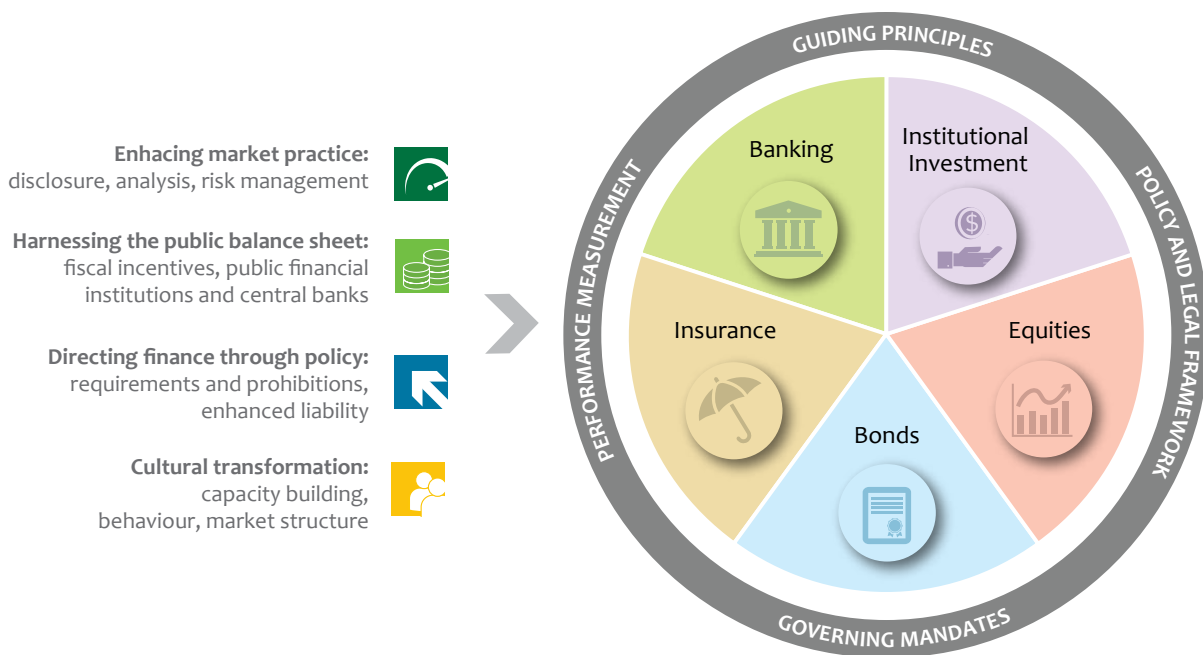 Enhacing market practice:
disclosure, analysis, risk management
Harnessing the public balance sheet:
fiscal incentives, public financial
institutions and central banks
Directing finance through policy:
requirements and prohibitions,
enhanced liability
Cultural transformation:
capacity building,
behaviour, market structure
GUIDING PRINCIPLES
POLICY AND LEGAL FRAMEWORK
GOVERNING MANDATES
PERFORMANCE MEASUREMENT
Banking
Institutional
Investment
Insurance
Equities
Bonds
$